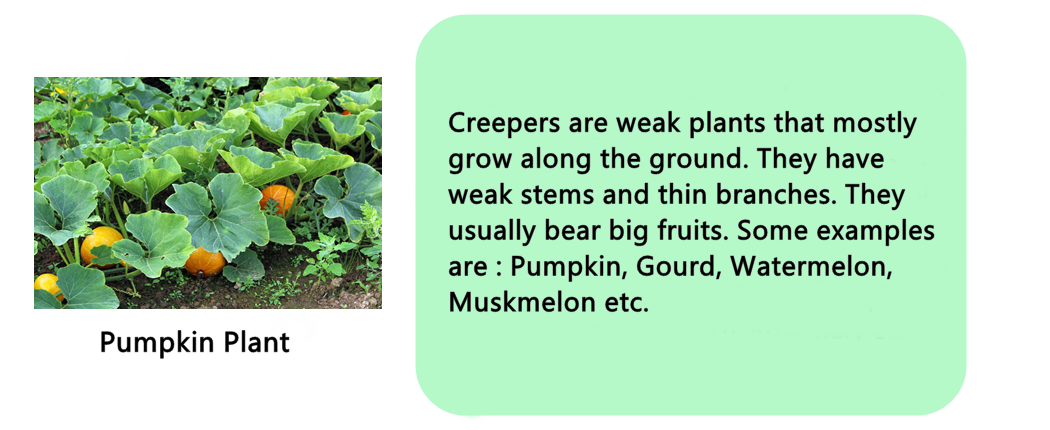 Creepers are weak plants that mostly
grow along the ground. They have
weak stems and thin branches. They
usually bear big fruits. Some examples
are : Pumpkin, Gourd, Watermelon,
Muskmelon etc.
Pumpkin Plant